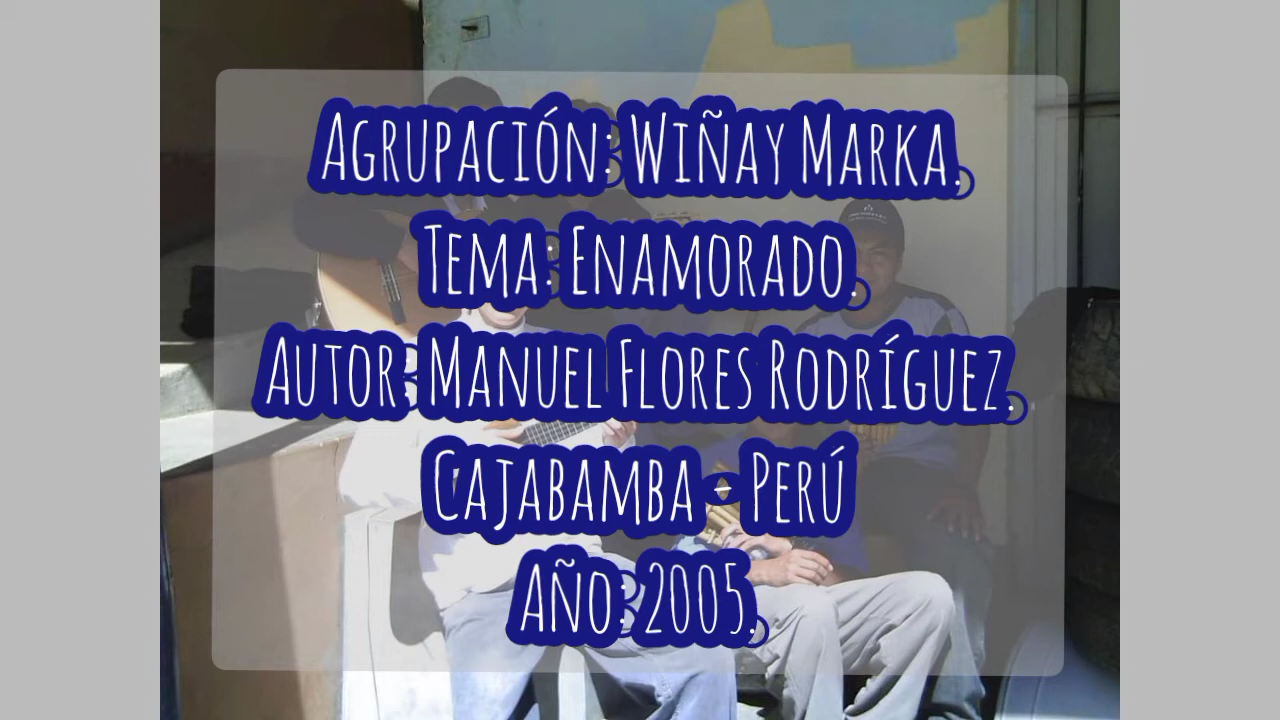 Agrupación: Wiñay Marka.
Tema: Enamorado.
Autor: Manuel Flores Rodríguez.
Cajabamba - Perú
Año: 2005.